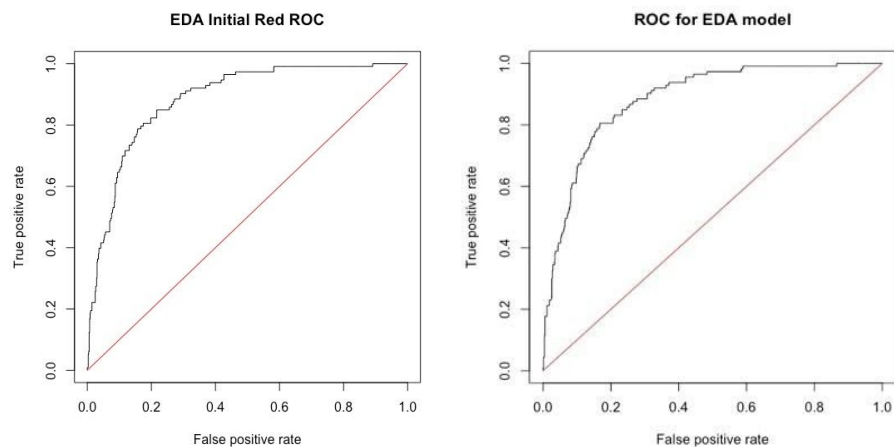 EDA Initial Red ROC
True positive rate
1.0
0.8
0.6
0.4
0.2
0.0
0.0 0.2 0.4 0.6 0.8 1.0
False positive rate
ROC for EDA model
True positive rate
1.0
0.8
0.6
0.4
0.2
0.0
0.0 0.2 0.4 0.6 0.8 1.0
False positive rate